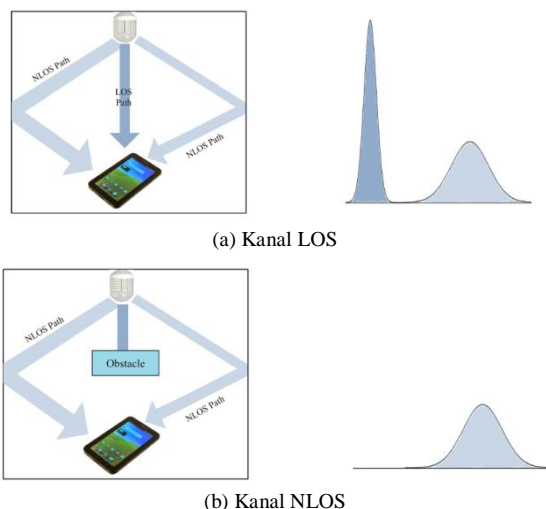 NLOS Path
LOS
Path
NLOS Path
(a) Kanal LOS
NLOS Path
Obstacle
NLOS Path
(b) Kanal NLOS